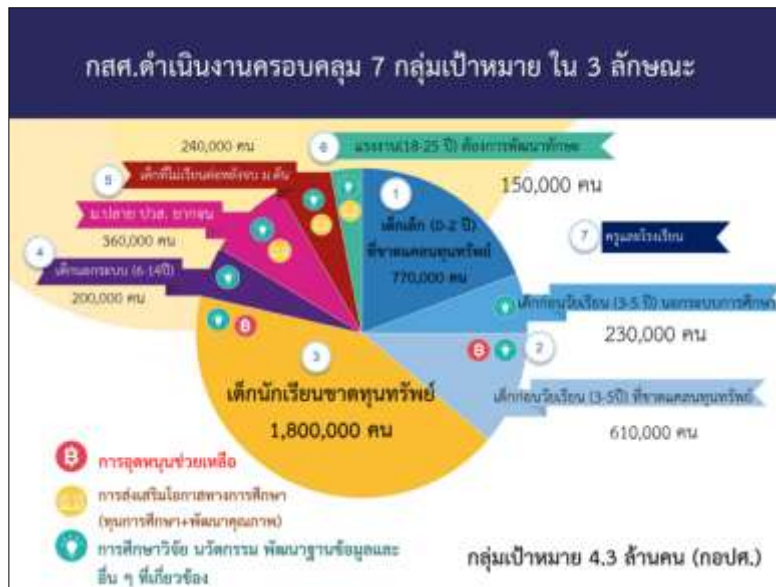 กสศ.ดำเนินงานครอบคลุม 7 กลุ่มเป้าหมาย ใน 3 ลักษณะ
240,000 คน
6
แรงงาน(18-25 ปี) ต้องการพัฒนาทักษะ
150,000 คน
5
เด็กที่ไม่เรียนต่อหลังจบ ม.ต้น
ม.ปลาย ปวส. ยากจน
360,000 คน
4
เด็กนอกระบบ (6-14ปี)
200,000 คน
1
เด็กเล็ก (0-2 ปี)
ที่ขาดแคลนทุนทรัพย์
770,000 คน
7
ครูและโรงเรียน
เด็กก่อนวัยเรียน (3-5 ปี) นอกระบบการศึกษา
230,000 คน
2
เด็กก่อนวัยเรียน (3-5ปี) ที่ขาดแคลนทุนทรัพย์
610,000 คน
3
เด็กนักเรียนขาดทุนทรัพย์
1,800,000 คน
การอุดหนุนช่วยเหลือ
การส่งเสริมโอกาสทางการศึกษา
(ทุนการศึกษา+พัฒนาคุณภาพ)
การศึกษาวิจัย นวัตกรรม พัฒนาฐานข้อมูลและ
อื่น ๆ ที่เกี่ยวข้อง
กลุ่มเป้าหมาย 4.3 ล้านคน (กอปศ.)